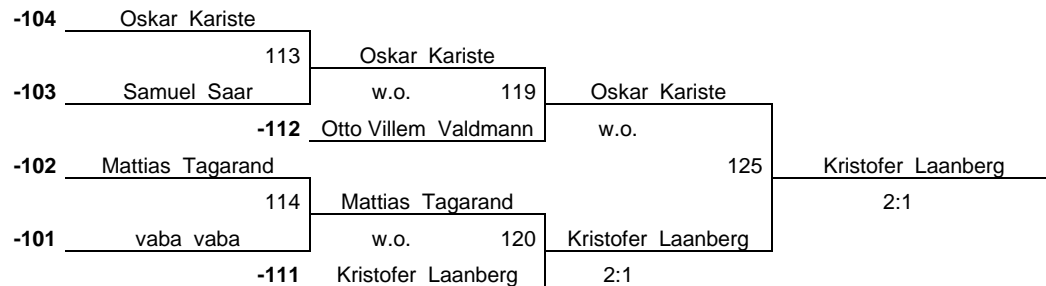 -104 Oskar Kariste
113 Oskar Kariste
-103 Samuel Saar w.o. 119 Oskar Kariste
-112 Otto Villem Valdmann w.o.
-102 Mattias Tagarand 125 Kristofer Laanberg
114 Mattias Tagarand 2:1
-101 vaba vaba w.o. 120 Kristofer Laanberg
-111 Kristofer Laanberg 2:1